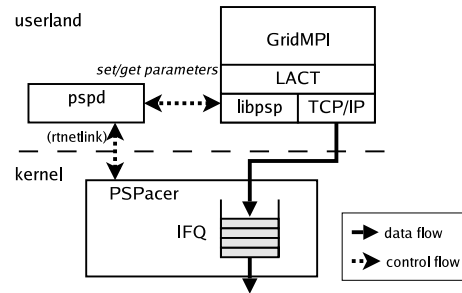 userland
GridMPI
set/get parameters
LACT
pspd
libpsp
TCP/IP
(rtnetlink)
kernel
PSPacer
IFQ
data flow
control flow